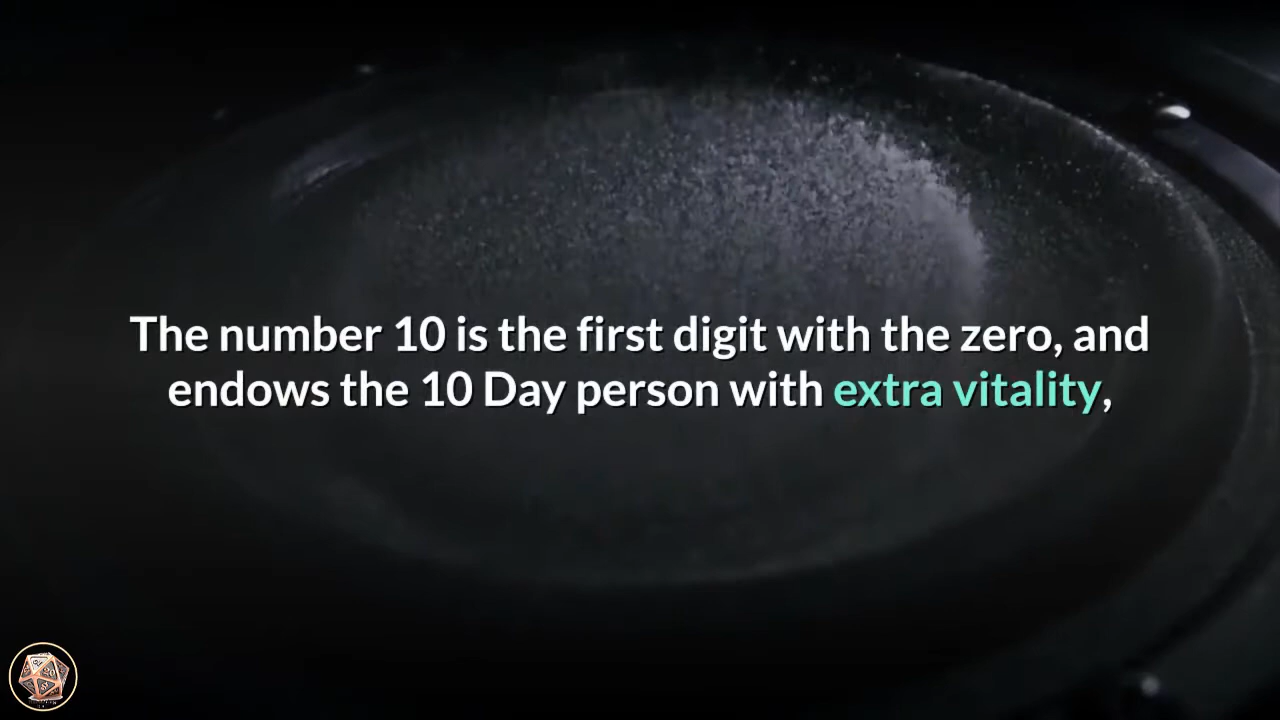 The number 10 is the first digit with the zero, and
endows the 10 Day person with extra vitality,